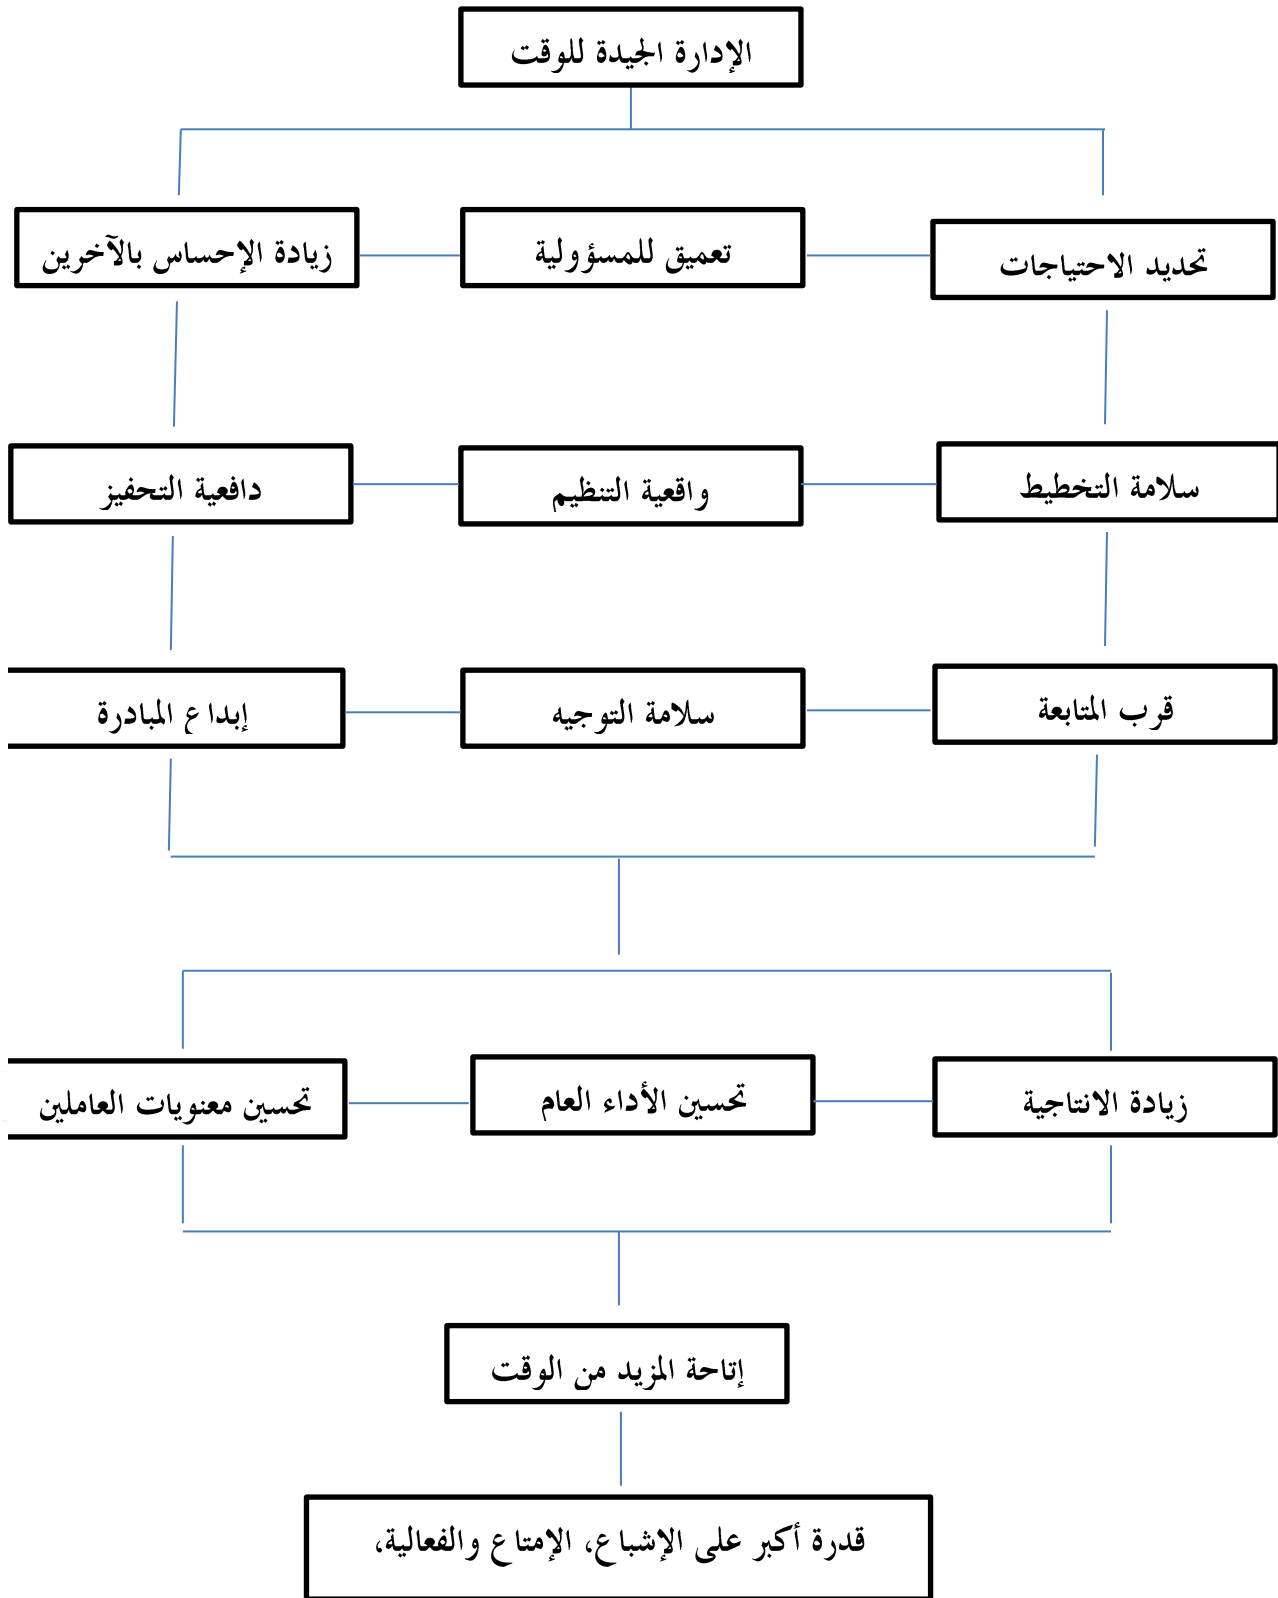 الإدارة الجيدة للوقت
تحديد الاحتياجات
تعميق للمسؤولية
زيادة الإحساس بالآخرين
سلامة التخطيط
واقعية التنظيم
دافعية التحفيز
قرب المتابعة
سلامة التوجيه
إبداع المبادرة
زيادة الانتاجية
تحسين الأداء العام
تحسين معنويات العاملين
إتاحة المزيد من الوقت
قدرة أكبر على الإشباع، الإمتاع والفعالية،